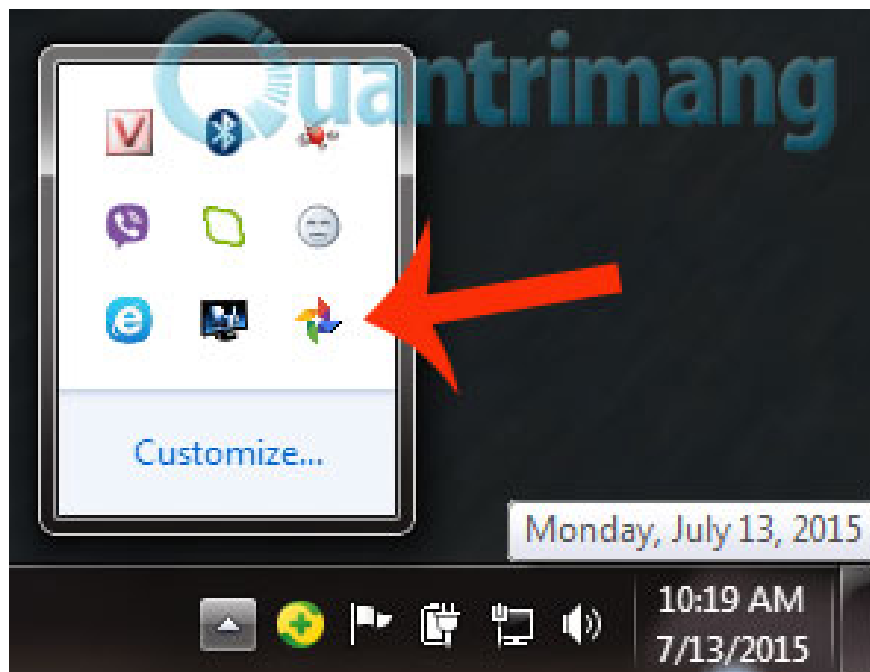 Quantrimang
V
Customize...
Monday, July 13, 2015
10:19 AM
7/13/2015